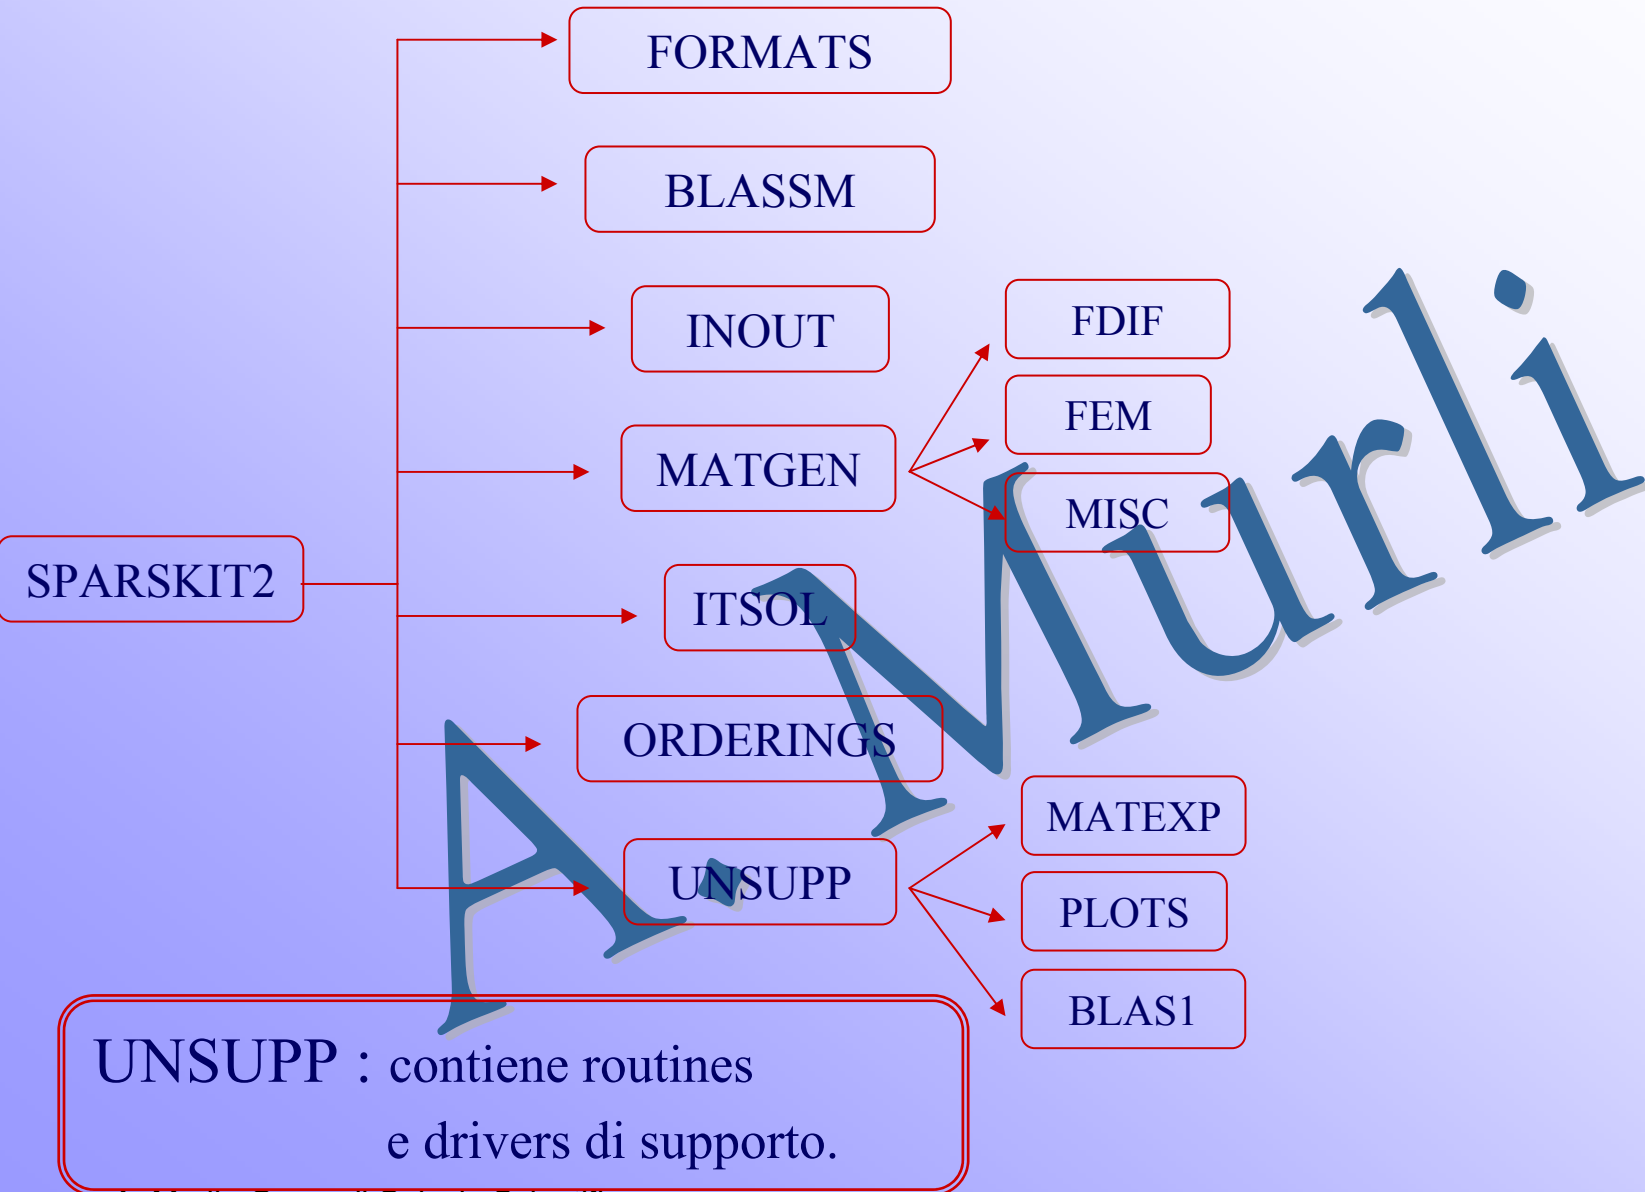 FORMATS
BLASSM
INOUT
FDIF
FEM
MATGEN
MISC
SPARSKIT2
ITSOL
ORDERINGS
MATEXP
UNSUPP
PLOTS
BLAS1
UNSUPP : contiene routines
e drivers di supporto.
A. Murli